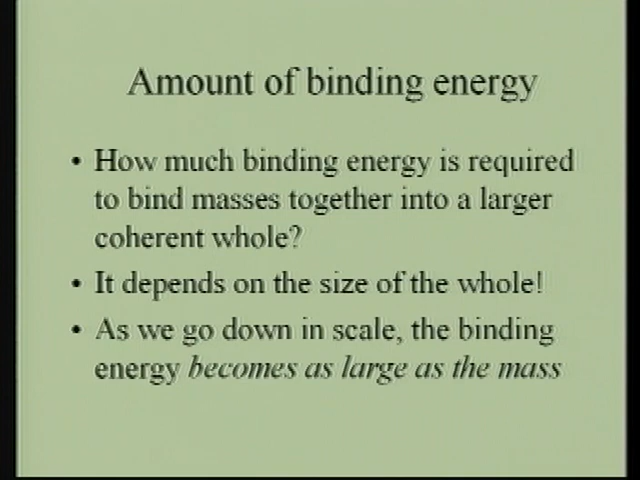 Amount of binding energy
• How much binding energy is required
to bind masses together into a larger
coherent whole?
• It depends on the size of the whole!
• As we go down in scale, the binding
energy becomes as large as the mass